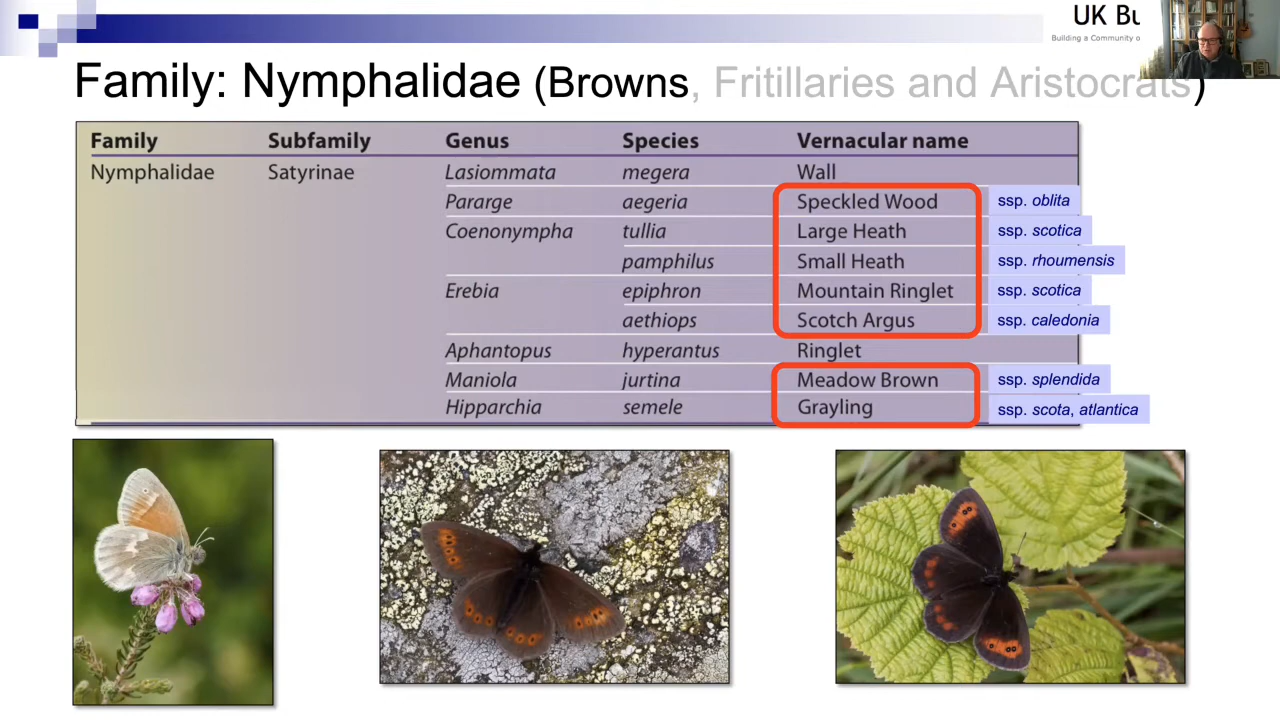 UK Bu
Building a Community o
Family: Nymphalidae (Browns, Fritillaries and Aristocrats)
Family Subfamily Genus Species Vernacular name
Nymphalidae Satyrinae Lasiommata megera Wall
Pararge aegeria Speckled Wood ssp. oblita
Coenonympha tullia Large Heath ssp. scotica
pamphilus Small Heath ssp. rhoumensis
Erebia epiphron Mountain Ringlet ssp. scotica
aethiops Scotch Argus ssp. caledonia
Aphantopus hyperantus Ringlet
Maniola jurtina Meadow Brown ssp. splendida
Hipparchia semele Grayling ssp. scota, atlantica